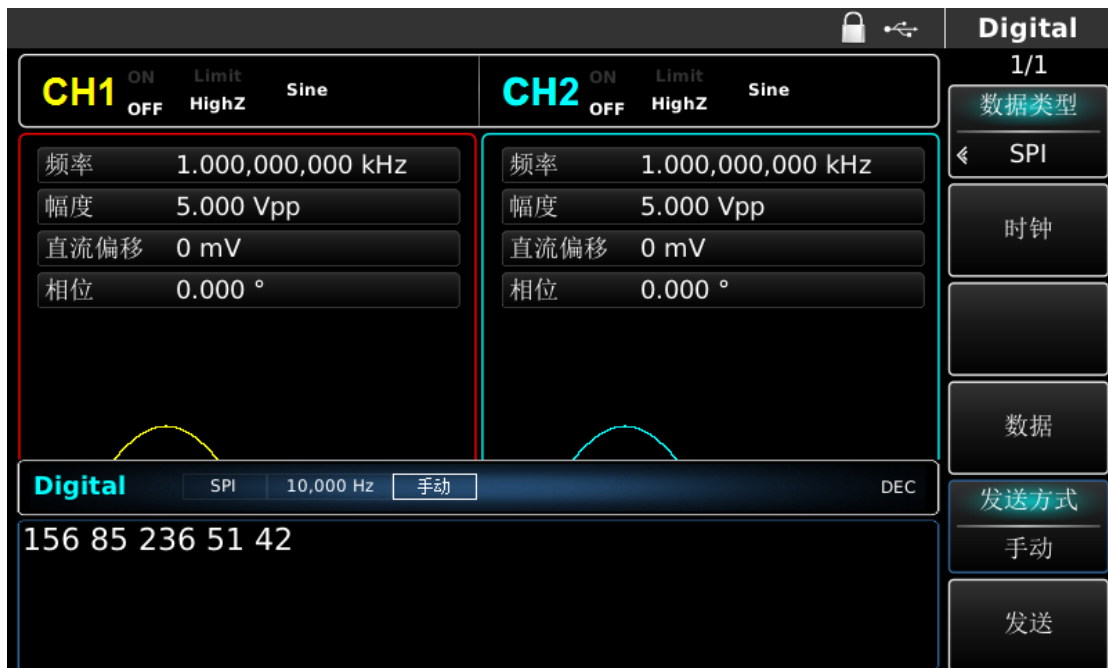 Digital
1/1
CH1 ON OFF Limit HighZ Sine
CH2 ON OFF Limit HighZ Sine
频率 1.000,000,000 kHz
幅度 5.000 Vpp
直流偏移 0 mV
相位 0.000 °
频率 1.000,000,000 kHz
幅度 5.000 Vpp
直流偏移 0 mV
相位 0.000 °
Digital SPI 10,000 Hz 手动 DEC
156 85 236 51 42
数据类型
SPI
时钟
数据
发送方式
手动
发送